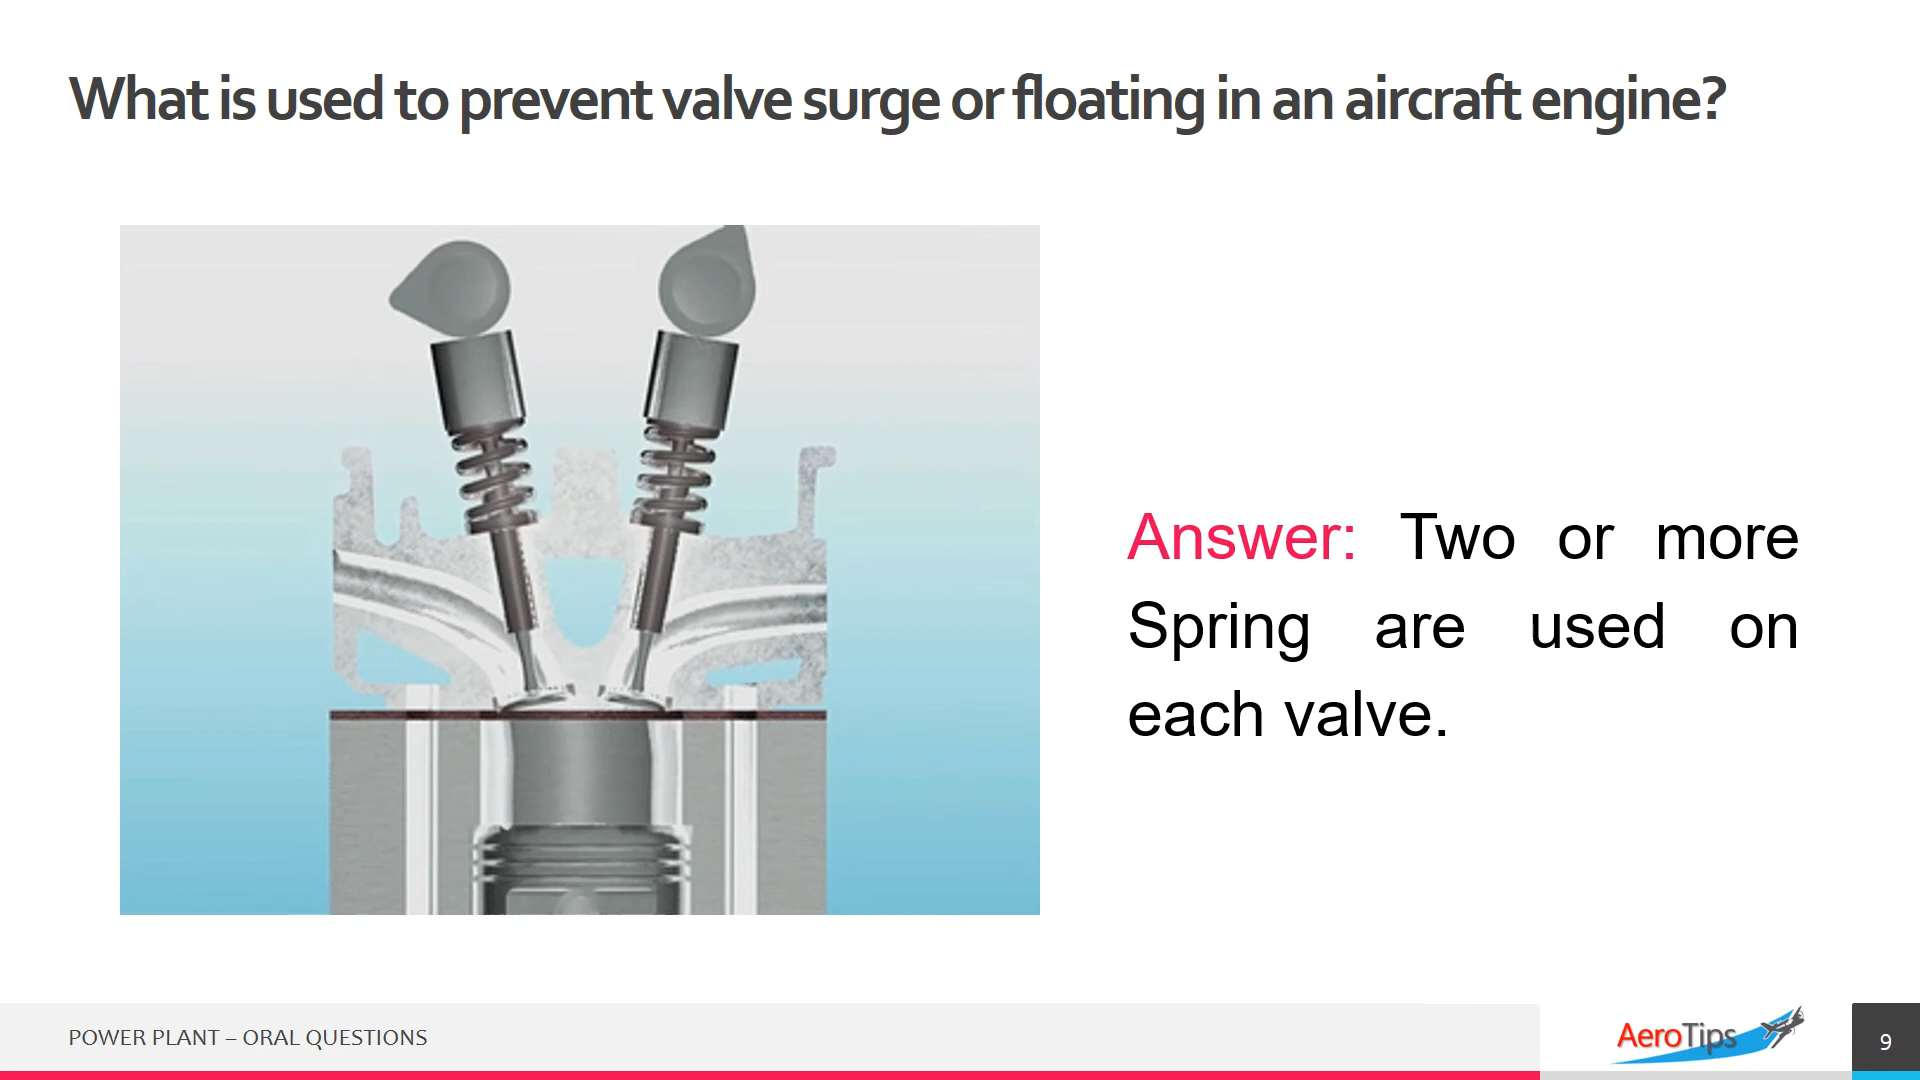 What is used to prevent valve surge or floating in an aircraft engine?
Answer: Two or more
Spring are used on
each valve.
POWER PLANT – ORAL QUESTIONS
AeroTips
9